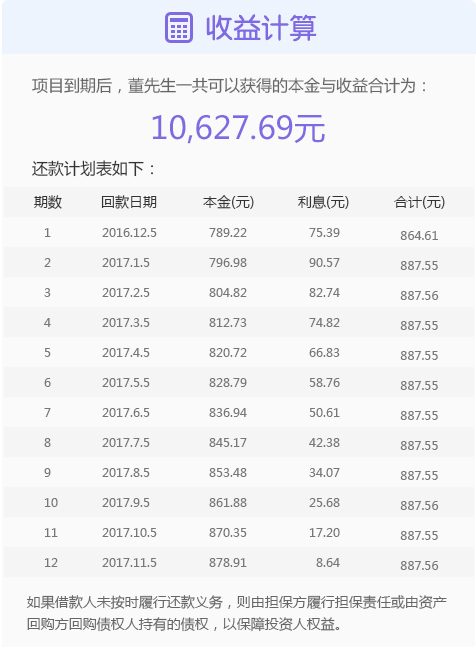 收益计算
项目到期后，董先生一共可以获得的本金与收益合计为：
10,627.69元
还款计划表如下：
期数 回款日期 本金(元) 利息(元) 合计(元)
1 2016.12.5 789.22 75.39 864.61
2 2017.1.5 796.98 90.57 887.55
3 2017.2.5 804.82 82.74 887.56
4 2017.3.5 812.73 74.82 887.55
5 2017.4.5 820.72 66.83 887.55
6 2017.5.5 828.79 58.76 887.55
7 2017.6.5 836.94 50.61 887.55
8 2017.7.5 845.17 42.38 887.55
9 2017.8.5 853.48 34.07 887.55
10 2017.9.5 861.88 25.68 887.56
11 2017.10.5 870.35 17.20 887.55
12 2017.11.5 878.91 8.64 887.56
如果借款人未按时履行还款义务，则由担保方履行担保责任或由资产
回购方回购债权人持有的债权，以保障投资人权益。